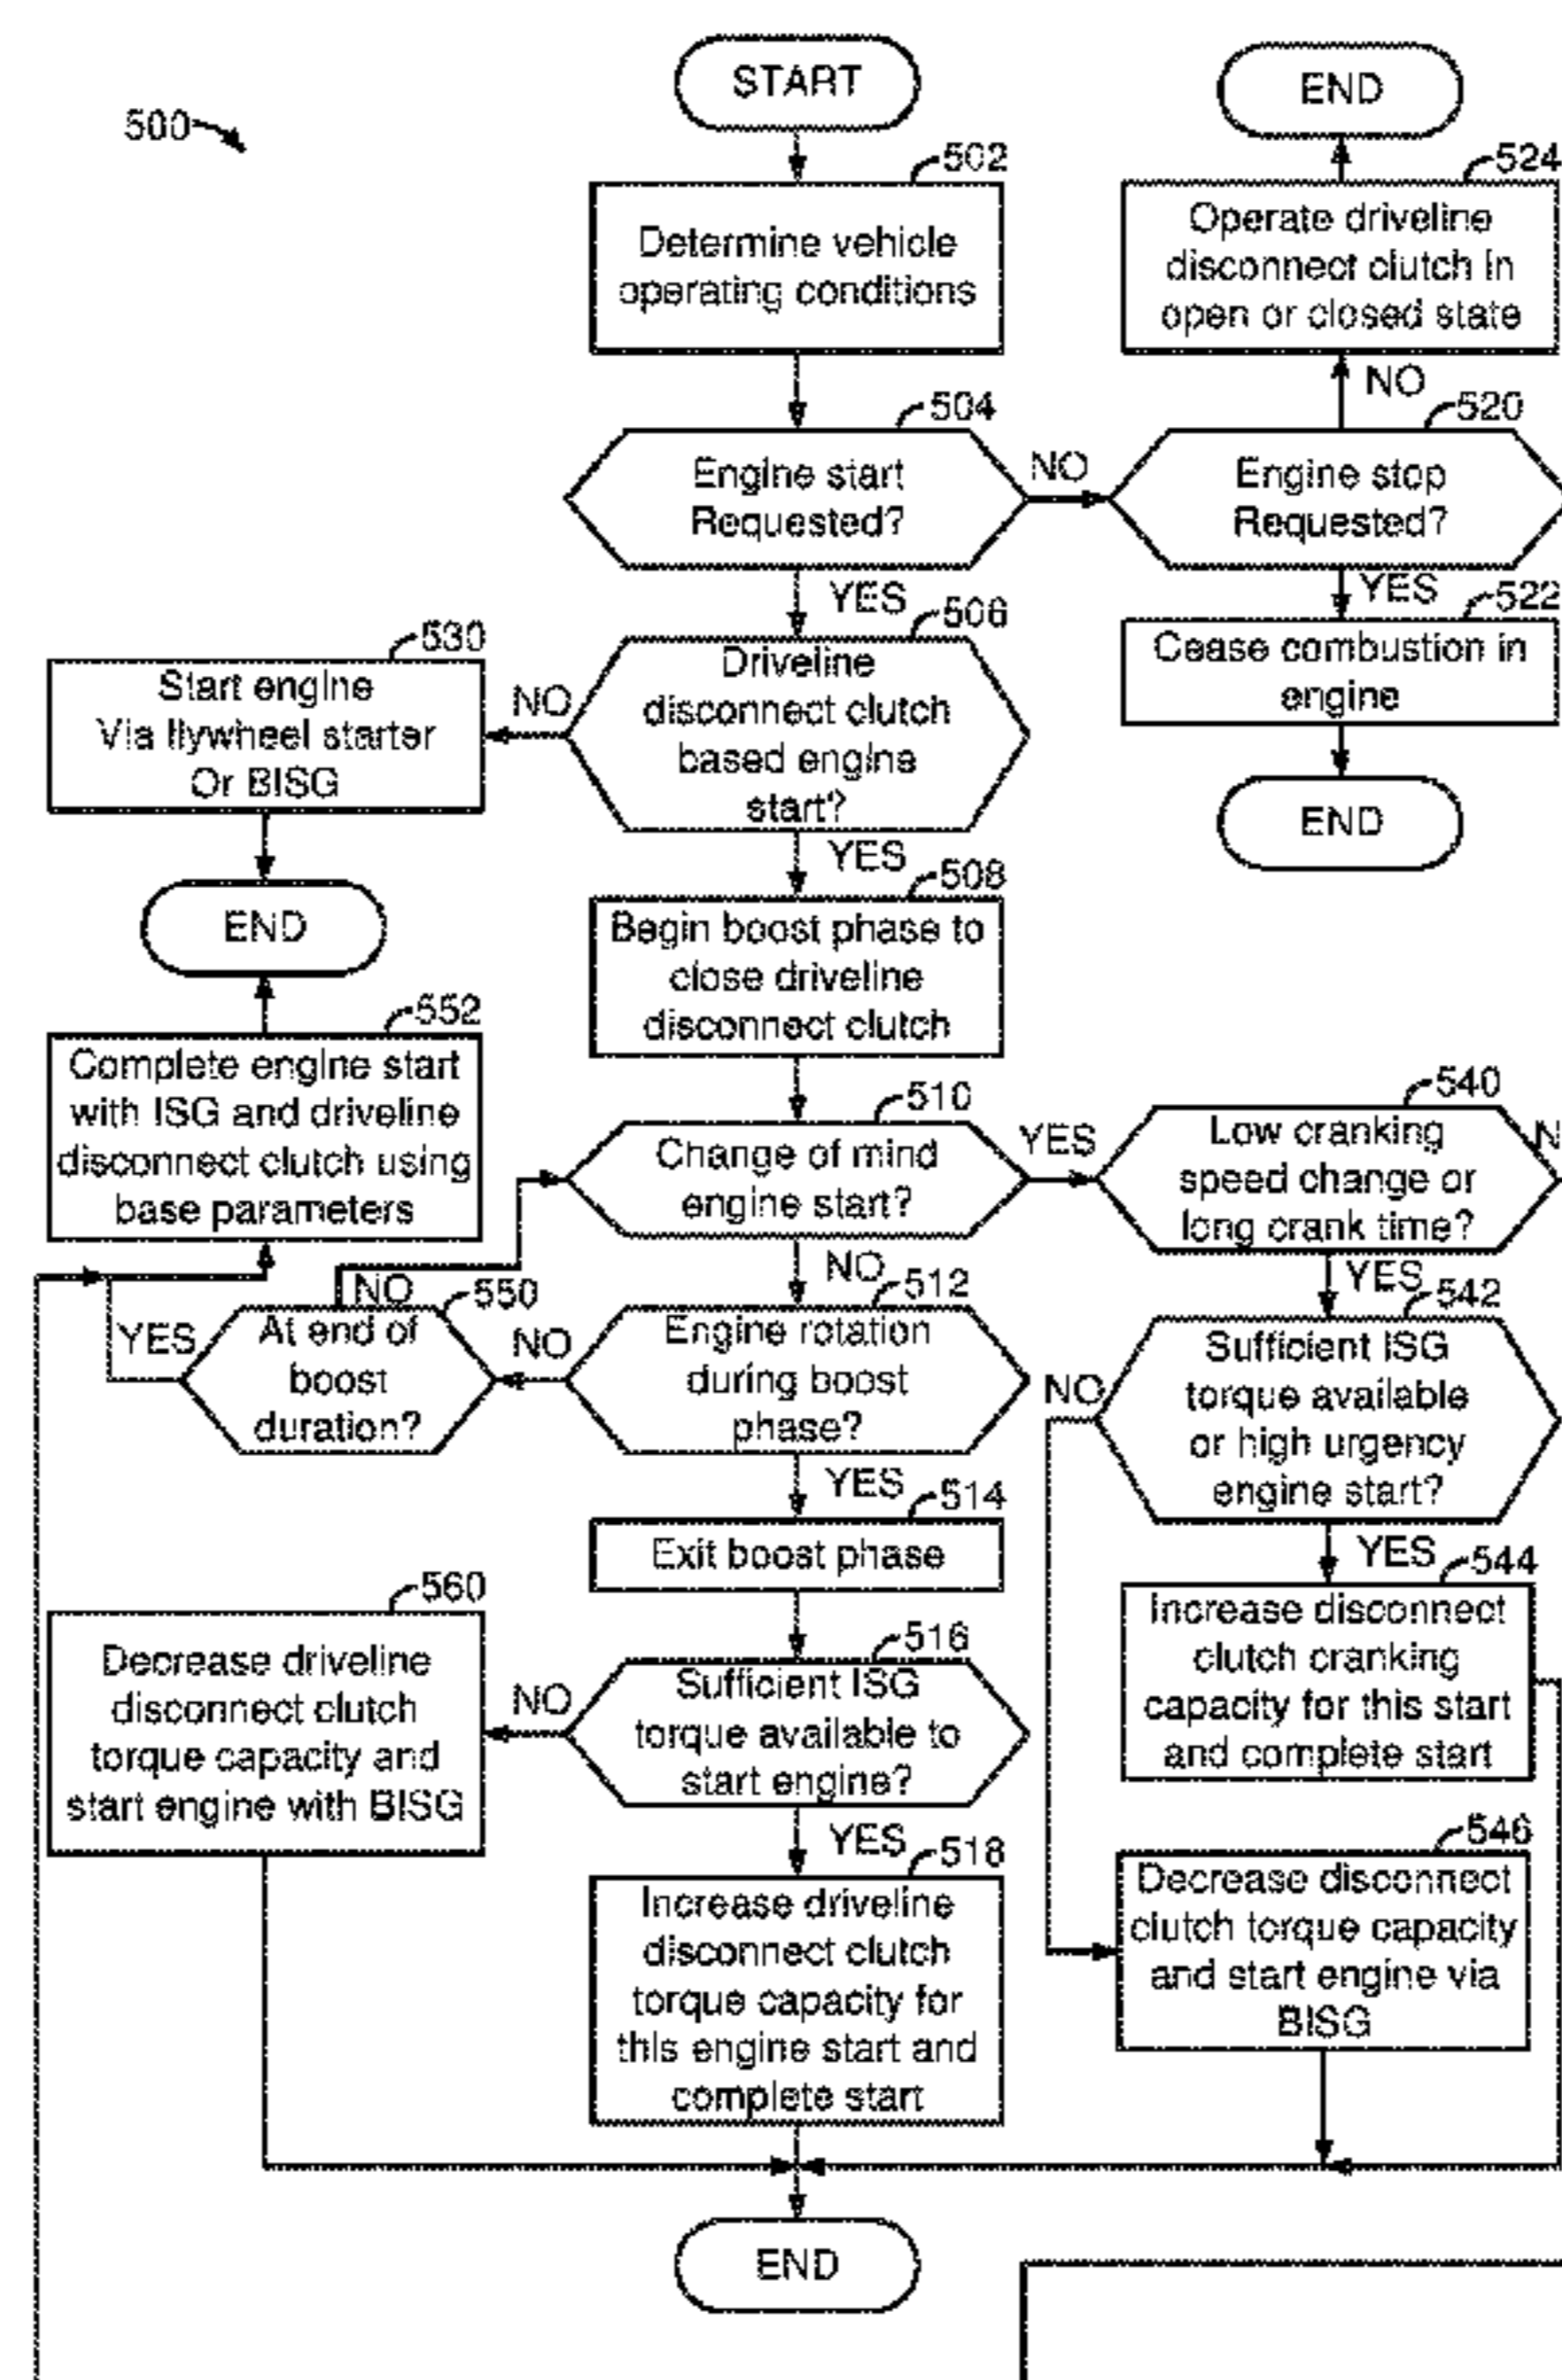 500
START
502
Determine vehicle
operating conditions
504
Engine start
Requested?
NO
YES
END
524
Operate driveline
disconnect clutch in
open or closed state
NO
520
Engine stop
Requested?
YES
522
Cease combustion in
engine
END
506
Driveline
disconnect clutch
based engine
start?
NO
YES
530
Start engine
Via flywheel starter
Or BISG
END
508
Begin boost phase to
close driveline
disconnect clutch
552
Complete engine start
with ISG and driveline
disconnect clutch using
base parameters
510
Change of mind
engine start?
YES
NO
540
Low cranking
speed change or
long crank time?
N
YES
550
At end of
boost
duration?
NO
YES
512
Engine rotation
during boost
phase?
NO
YES
542
Sufficient ISG
torque available
or high urgency
engine start?
NO
YES
514
Exit boost phase
544
Increase disconnect
clutch cranking
capacity for this start
and complete start
560
Decrease driveline
disconnect clutch
torque capacity and
start engine with BISG
516
Sufficient ISG
torque available to
start engine?
NO
YES
518
Increase driveline
disconnect clutch
torque capacity for
this engine start and
complete start
546
Decrease disconnect
clutch torque capacity
and start engine via
BISG
END